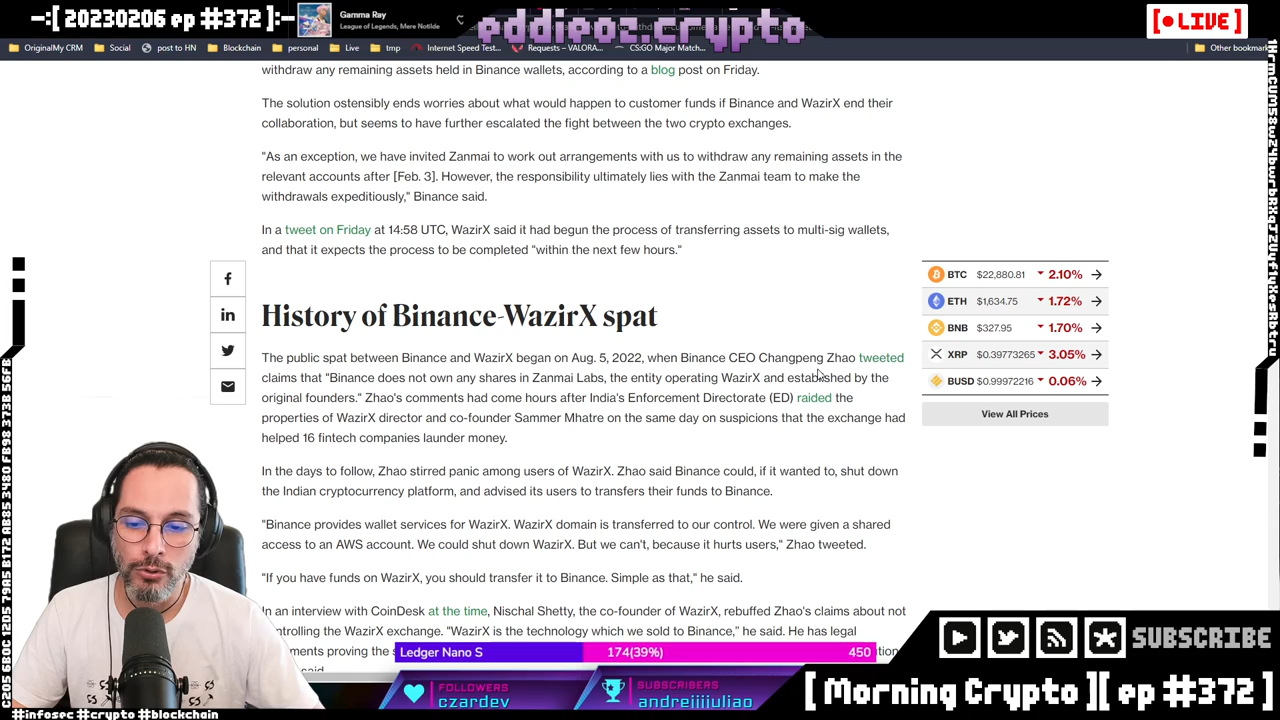 -:[ 20230206 ep #372 ]:-
Gamma Ray
League of Legends, Mere Notilde
eddieoz.crypto
[ LIVE ]
OriginalMy CRM
Social
post to HN
Blockchain
personal
Live
tmp
Internet Speed Test...
Requests – VALORA...
CS:GO Major Match...
Other bookmar
withdraw any remaining assets held in Binance wallets, according to a blog post on Friday.
The solution ostensibly ends worries about what would happen to customer funds if Binance and WazirX end their
collaboration, but seems to have further escalated the fight between the two crypto exchanges.
"As an exception, we have invited Zanmai to work out arrangements with us to withdraw any remaining assets in the
relevant accounts after [Feb. 3]. However, the responsibility ultimately lies with the Zanmai team to make the
withdrawals expeditiously," Binance said.
In a tweet on Friday at 14:58 UTC, WazirX said it had begun the process of transferring assets to multi-sig wallets,
and that it expects the process to be completed "within the next few hours."
BTC $22,880.81 2.10%
ETH $1,634.75 1.72%
BNB $327.95 1.70%
XRP $0.39773265 3.05%
BUSD $0.99972216 0.06%
View All Prices
History of Binance-WazirX spat
The public spat between Binance and WazirX began on Aug. 5, 2022, when Binance CEO Changpeng Zhao tweeted
claims that "Binance does not own any shares in Zanmai Labs, the entity operating WazirX and established by the
original founders." Zhao's comments had come hours after India's Enforcement Directorate (ED) raided the
properties of WazirX director and co-founder Sammer Mhatre on the same day on suspicions that the exchange had
helped 16 fintech companies launder money.
In the days to follow, Zhao stirred panic among users of WazirX. Zhao said Binance could, if it wanted to, shut down
the Indian cryptocurrency platform, and advised its users to transfers their funds to Binance.
"Binance provides wallet services for WazirX. WazirX domain is transferred to our control. We were given a shared
access to an AWS account. We could shut down WazirX. But we can't, because it hurts users," Zhao tweeted.
"If you have funds on WazirX, you should transfer it to Binance. Simple as that," he said.
In an interview with CoinDesk at the time, Nischal Shetty, the co-founder of WazirX, rebuffed Zhao's claims about not
controlling the WazirX exchange. "WazirX is the technology which we sold to Binance," he said. He has legal
ments proving the
said.
Ledger Nano S 174(39%) 450
SUBSCRIBE
FOLLOWERS
czardev
SUBSCRIBERS
andrejjjjuliao
[ Morning Crypto ][ ep #372 ]
#infosec #crypto #blockchain